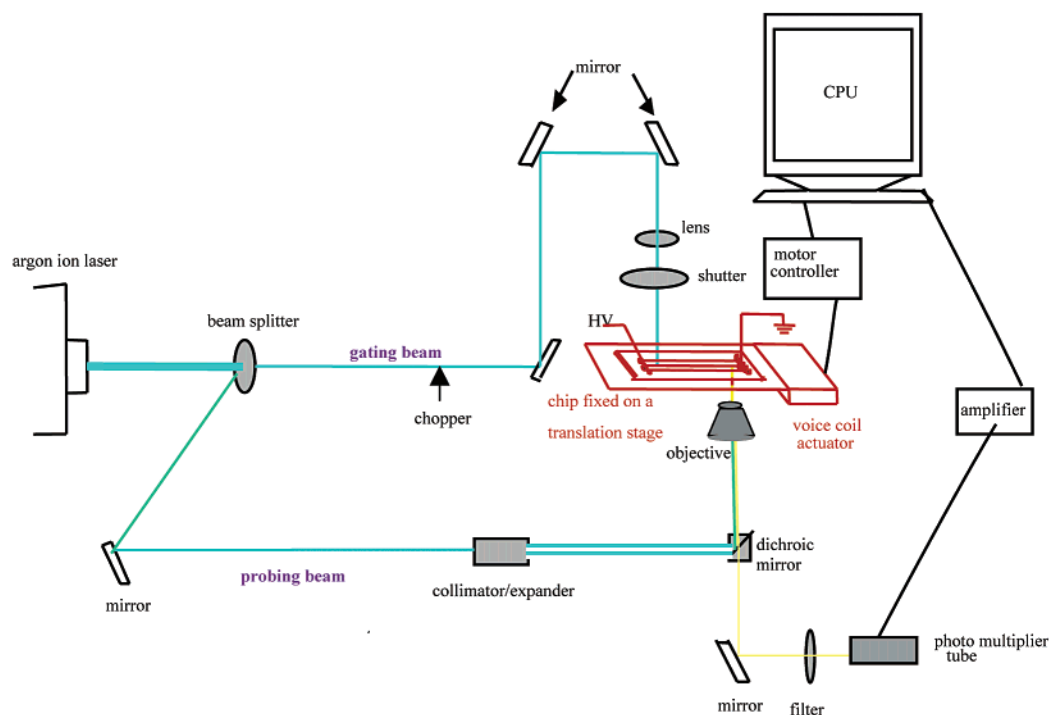 mirror
CPU
lens
argon ion laser
motor
controller
shutter
beam splitter
HV
gating beam
chopper
chip fixed on a
translation stage
voice coil
actuator
amplifier
objective
dichroic
mirror
probing beam
collimator/expander
mirror
photo multiplier
tube
mirror
filter